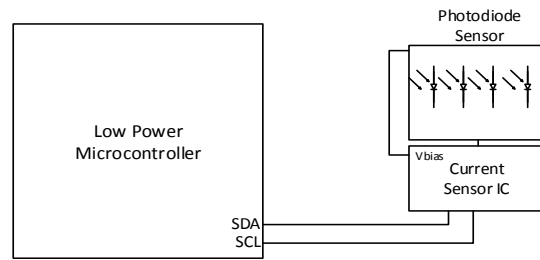 Photodiode
Sensor
Low Power
Microcontroller
Vbias
Current
Sensor IC
SDA
SCL